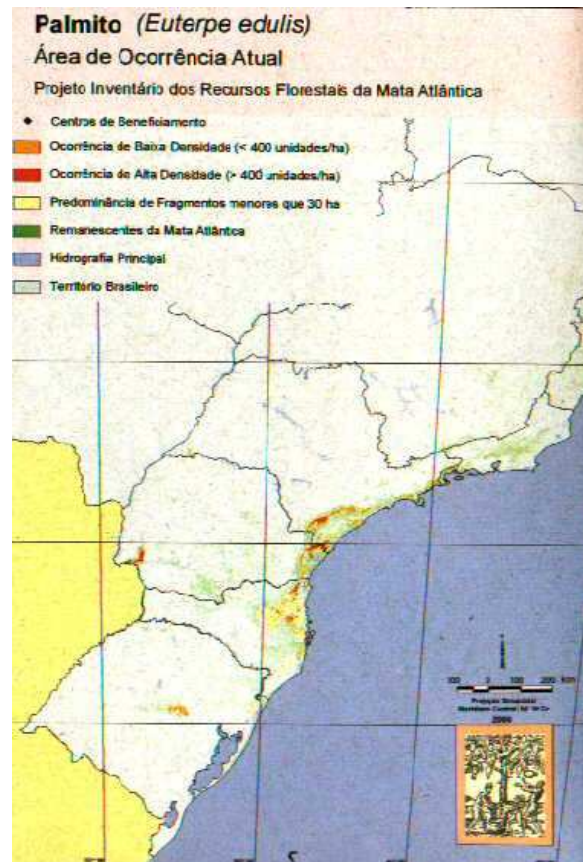 Palmito (Euterpe edulis)
Área de Ocorrência Atual
Projeto Inventário dos Recursos Florestais da Mata Atlântica
Centros de Beneficiamento
Ocorrência de Baixa Densidade (< 400 unidades/ha)
Ocorrência de Alta Densidade (> 400 unidades/ha)
Predominância de Fragmentos menores que 30 ha
Remanescentes da Mata Atlântica
Hidrografia Principal
Território Brasileiro
100 0 100 200 km
2000